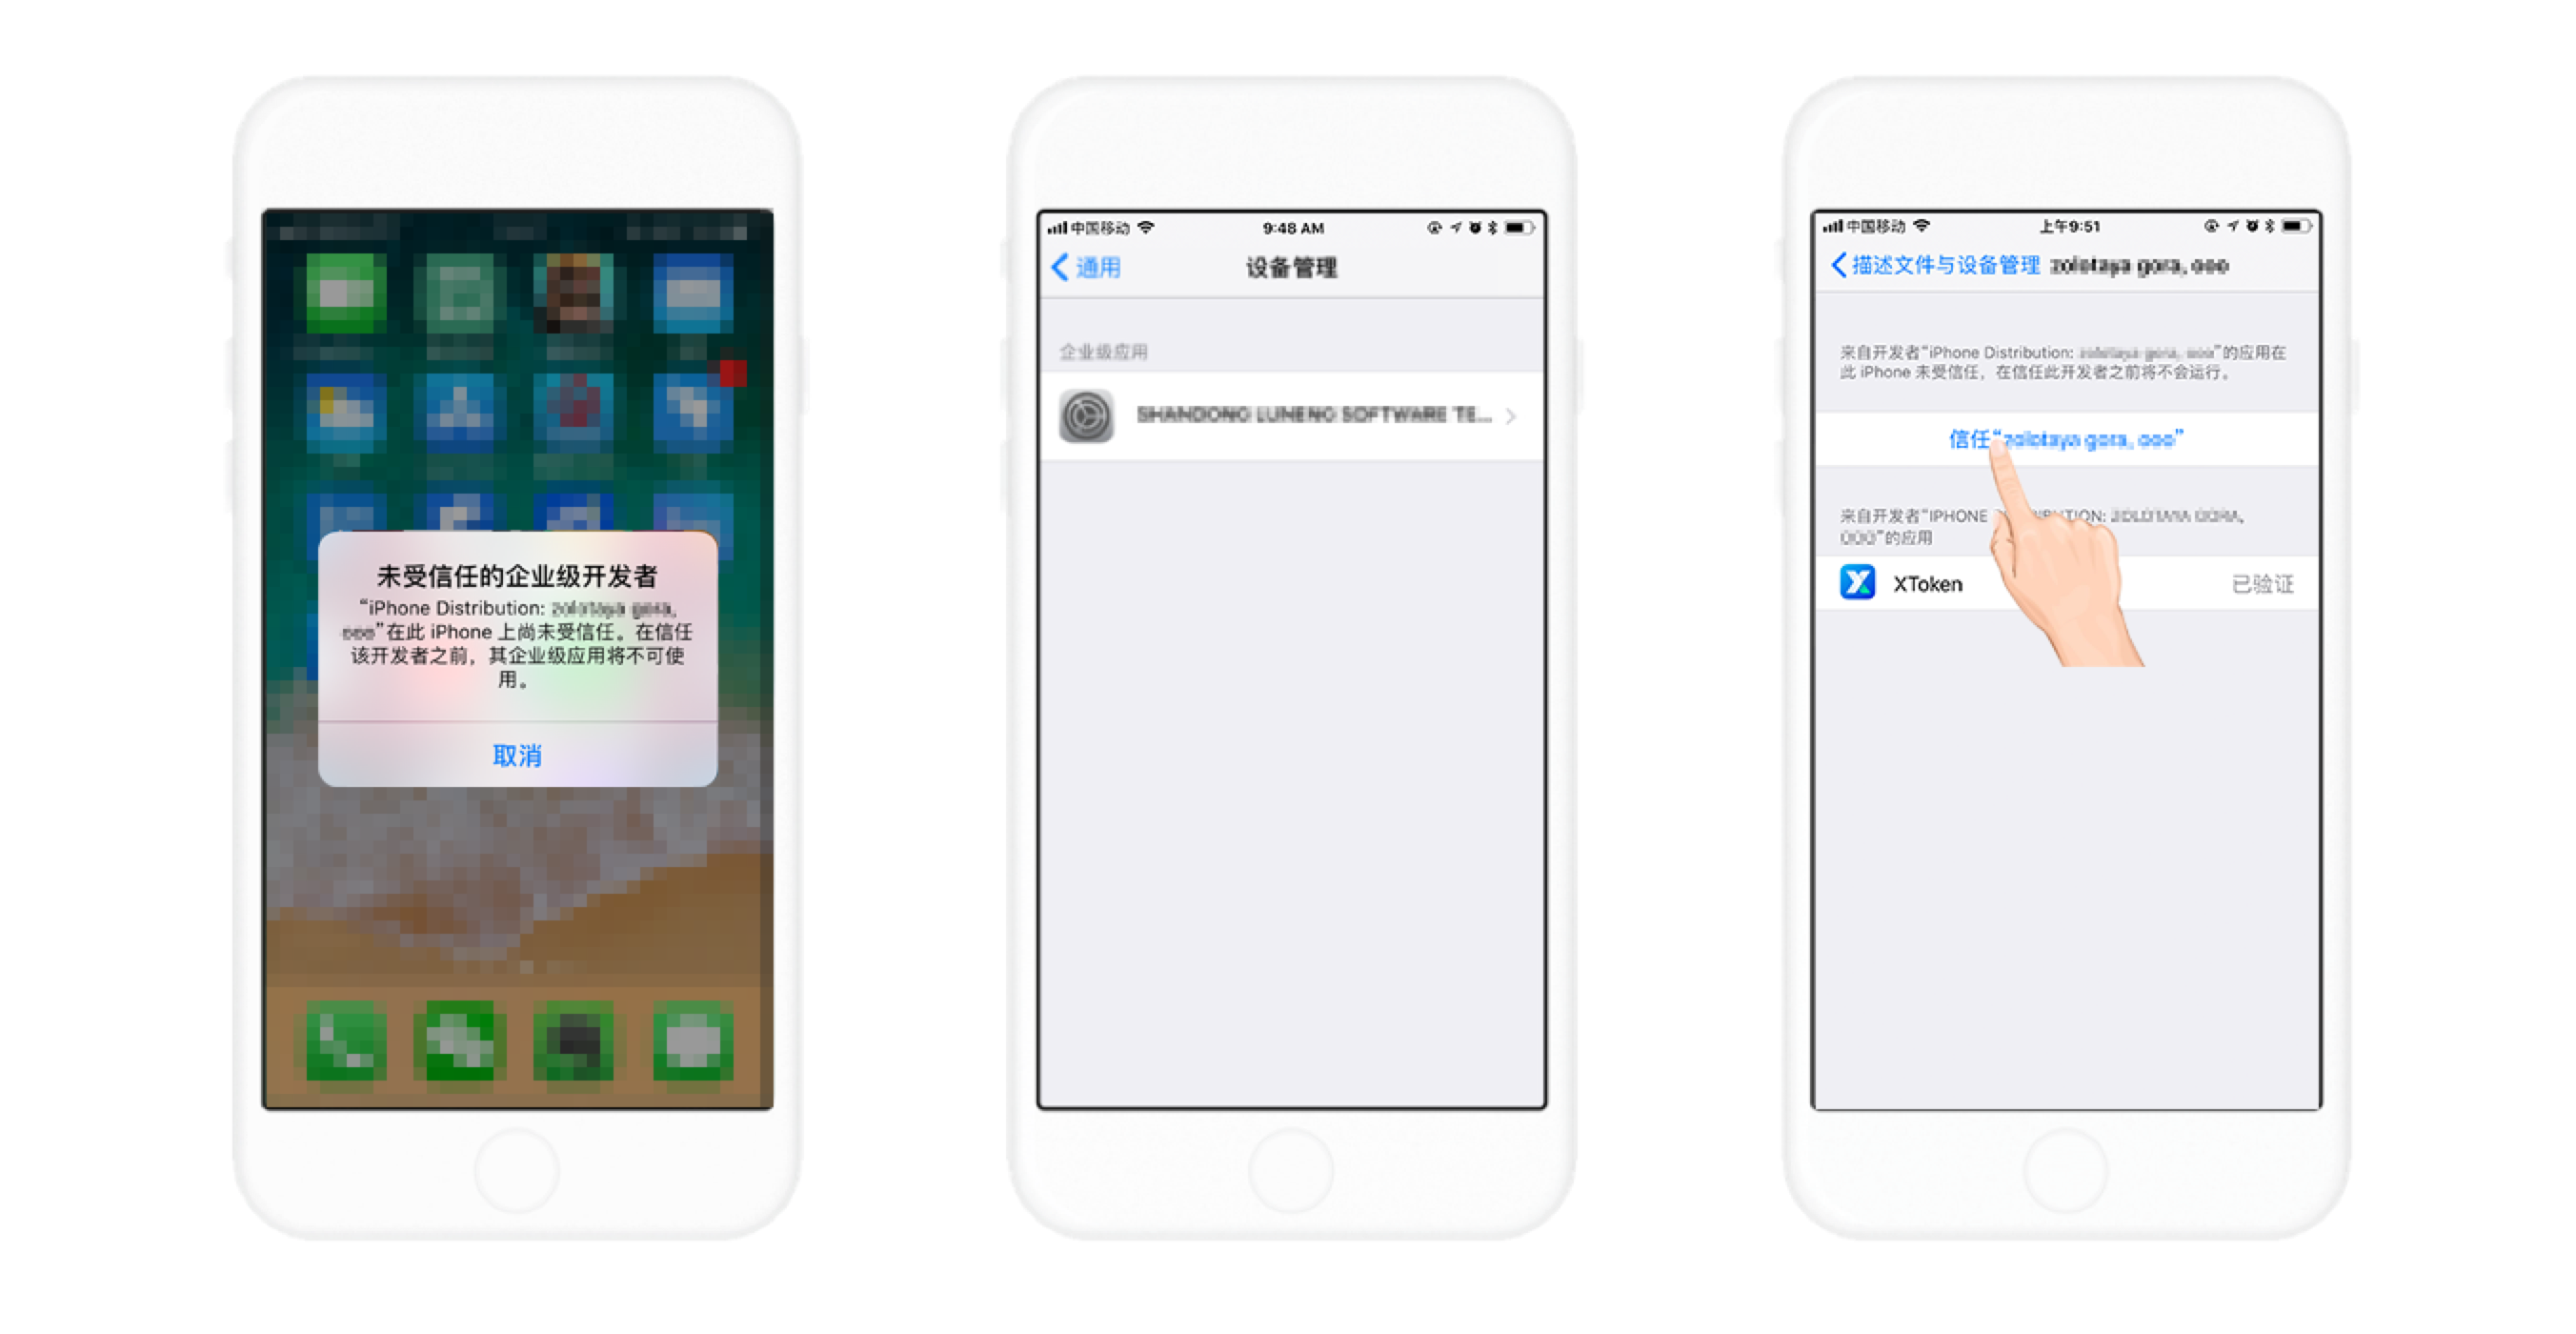 未受信任的企业级开发者
“iPhone Distribution: zolotaya gora,
ooo”在此 iPhone 上尚未受信任。在信任
该开发者之前，其企业级应用将不可使
用。
取消
中国移动 9:48 AM
通用 设备管理
企业级应用
SHANDONG LUNENG SOFTWARE TE...
中国移动 上午9:51
描述文件与设备管理 zolotaya gora, ooo
来自开发者“iPhone Distribution: zolotaya gora, ooo”的应用在
此 iPhone 未受信任，在信任此开发者之前将不会运行。
信任“zolotaya gora, ooo”
来自开发者“IPHONE UTION: ZOLOTAYA GORA,
OOO”的应用
XToken 已验证